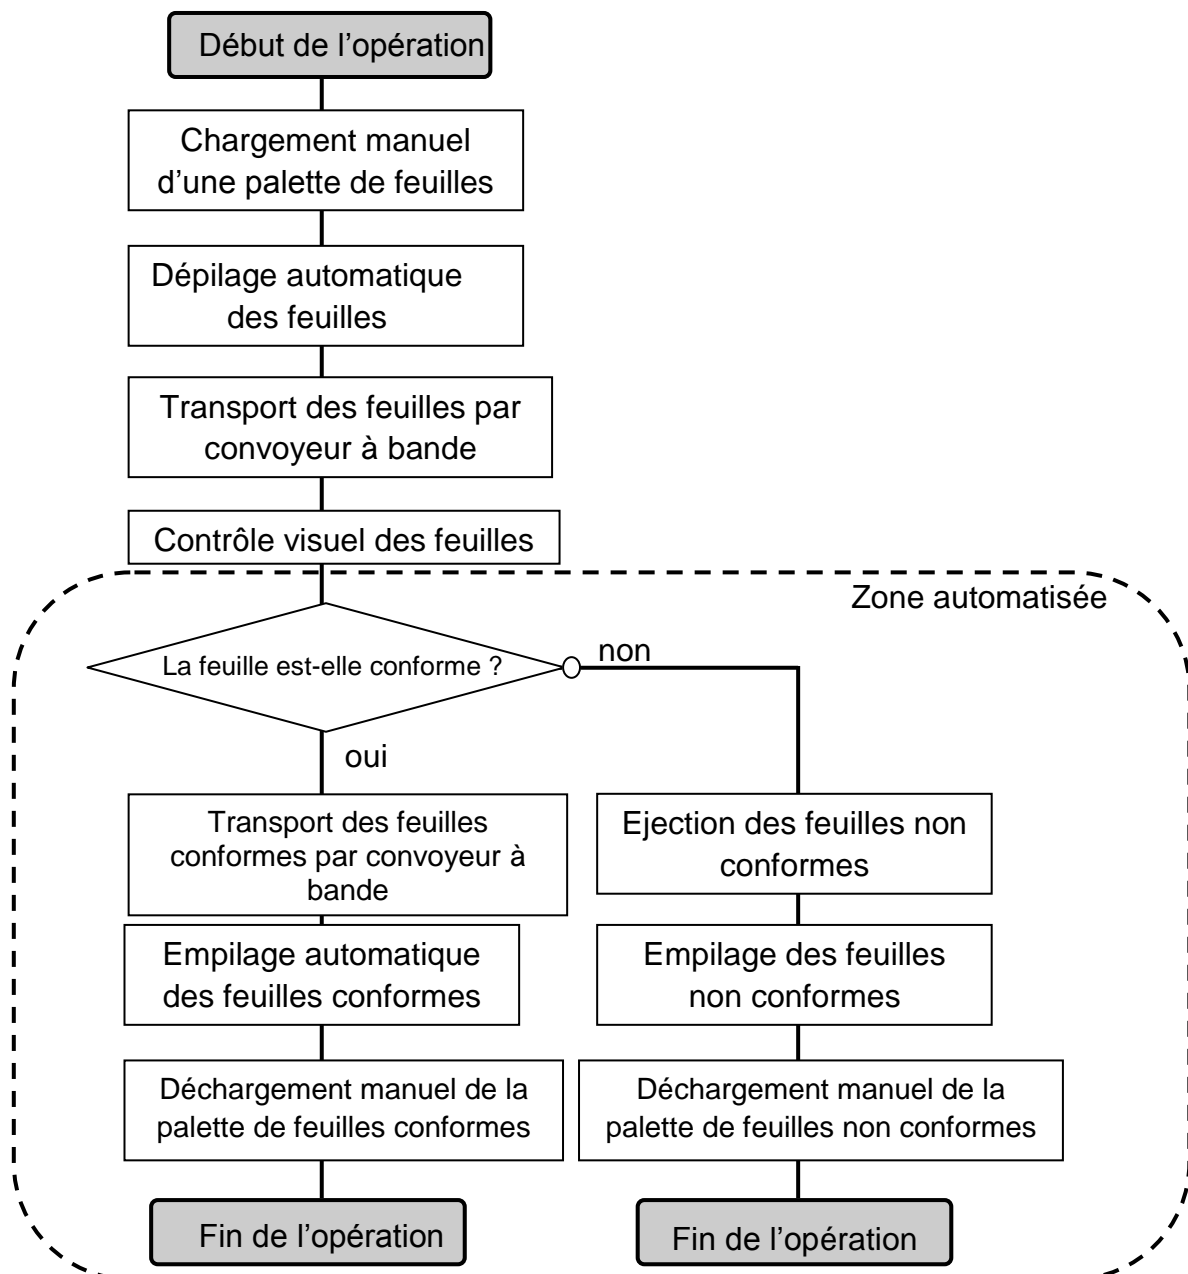 Début de l’opération
Chargement manuel
d’une palette de feuilles
Dépilage automatique
des feuilles
Transport des feuilles par
convoyeur à bande
Contrôle visuel des feuilles
Zone automatisée
La feuille est-elle conforme ?
non
oui
Transport des feuilles
conformes par convoyeur à
bande
Ejection des feuilles non
conformes
Empilage automatique
des feuilles conformes
Empilage des feuilles
non conformes
Déchargement manuel de la
palette de feuilles conformes
Déchargement manuel de la
palette de feuilles non conformes
Fin de l’opération
Fin de l’opération